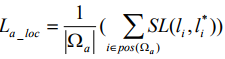 L_{a\_loc} = \frac{1}{|\Omega_a|} ( \sum_{i \in pos(\Omega_a)} SL(l_i, l_i^*) )